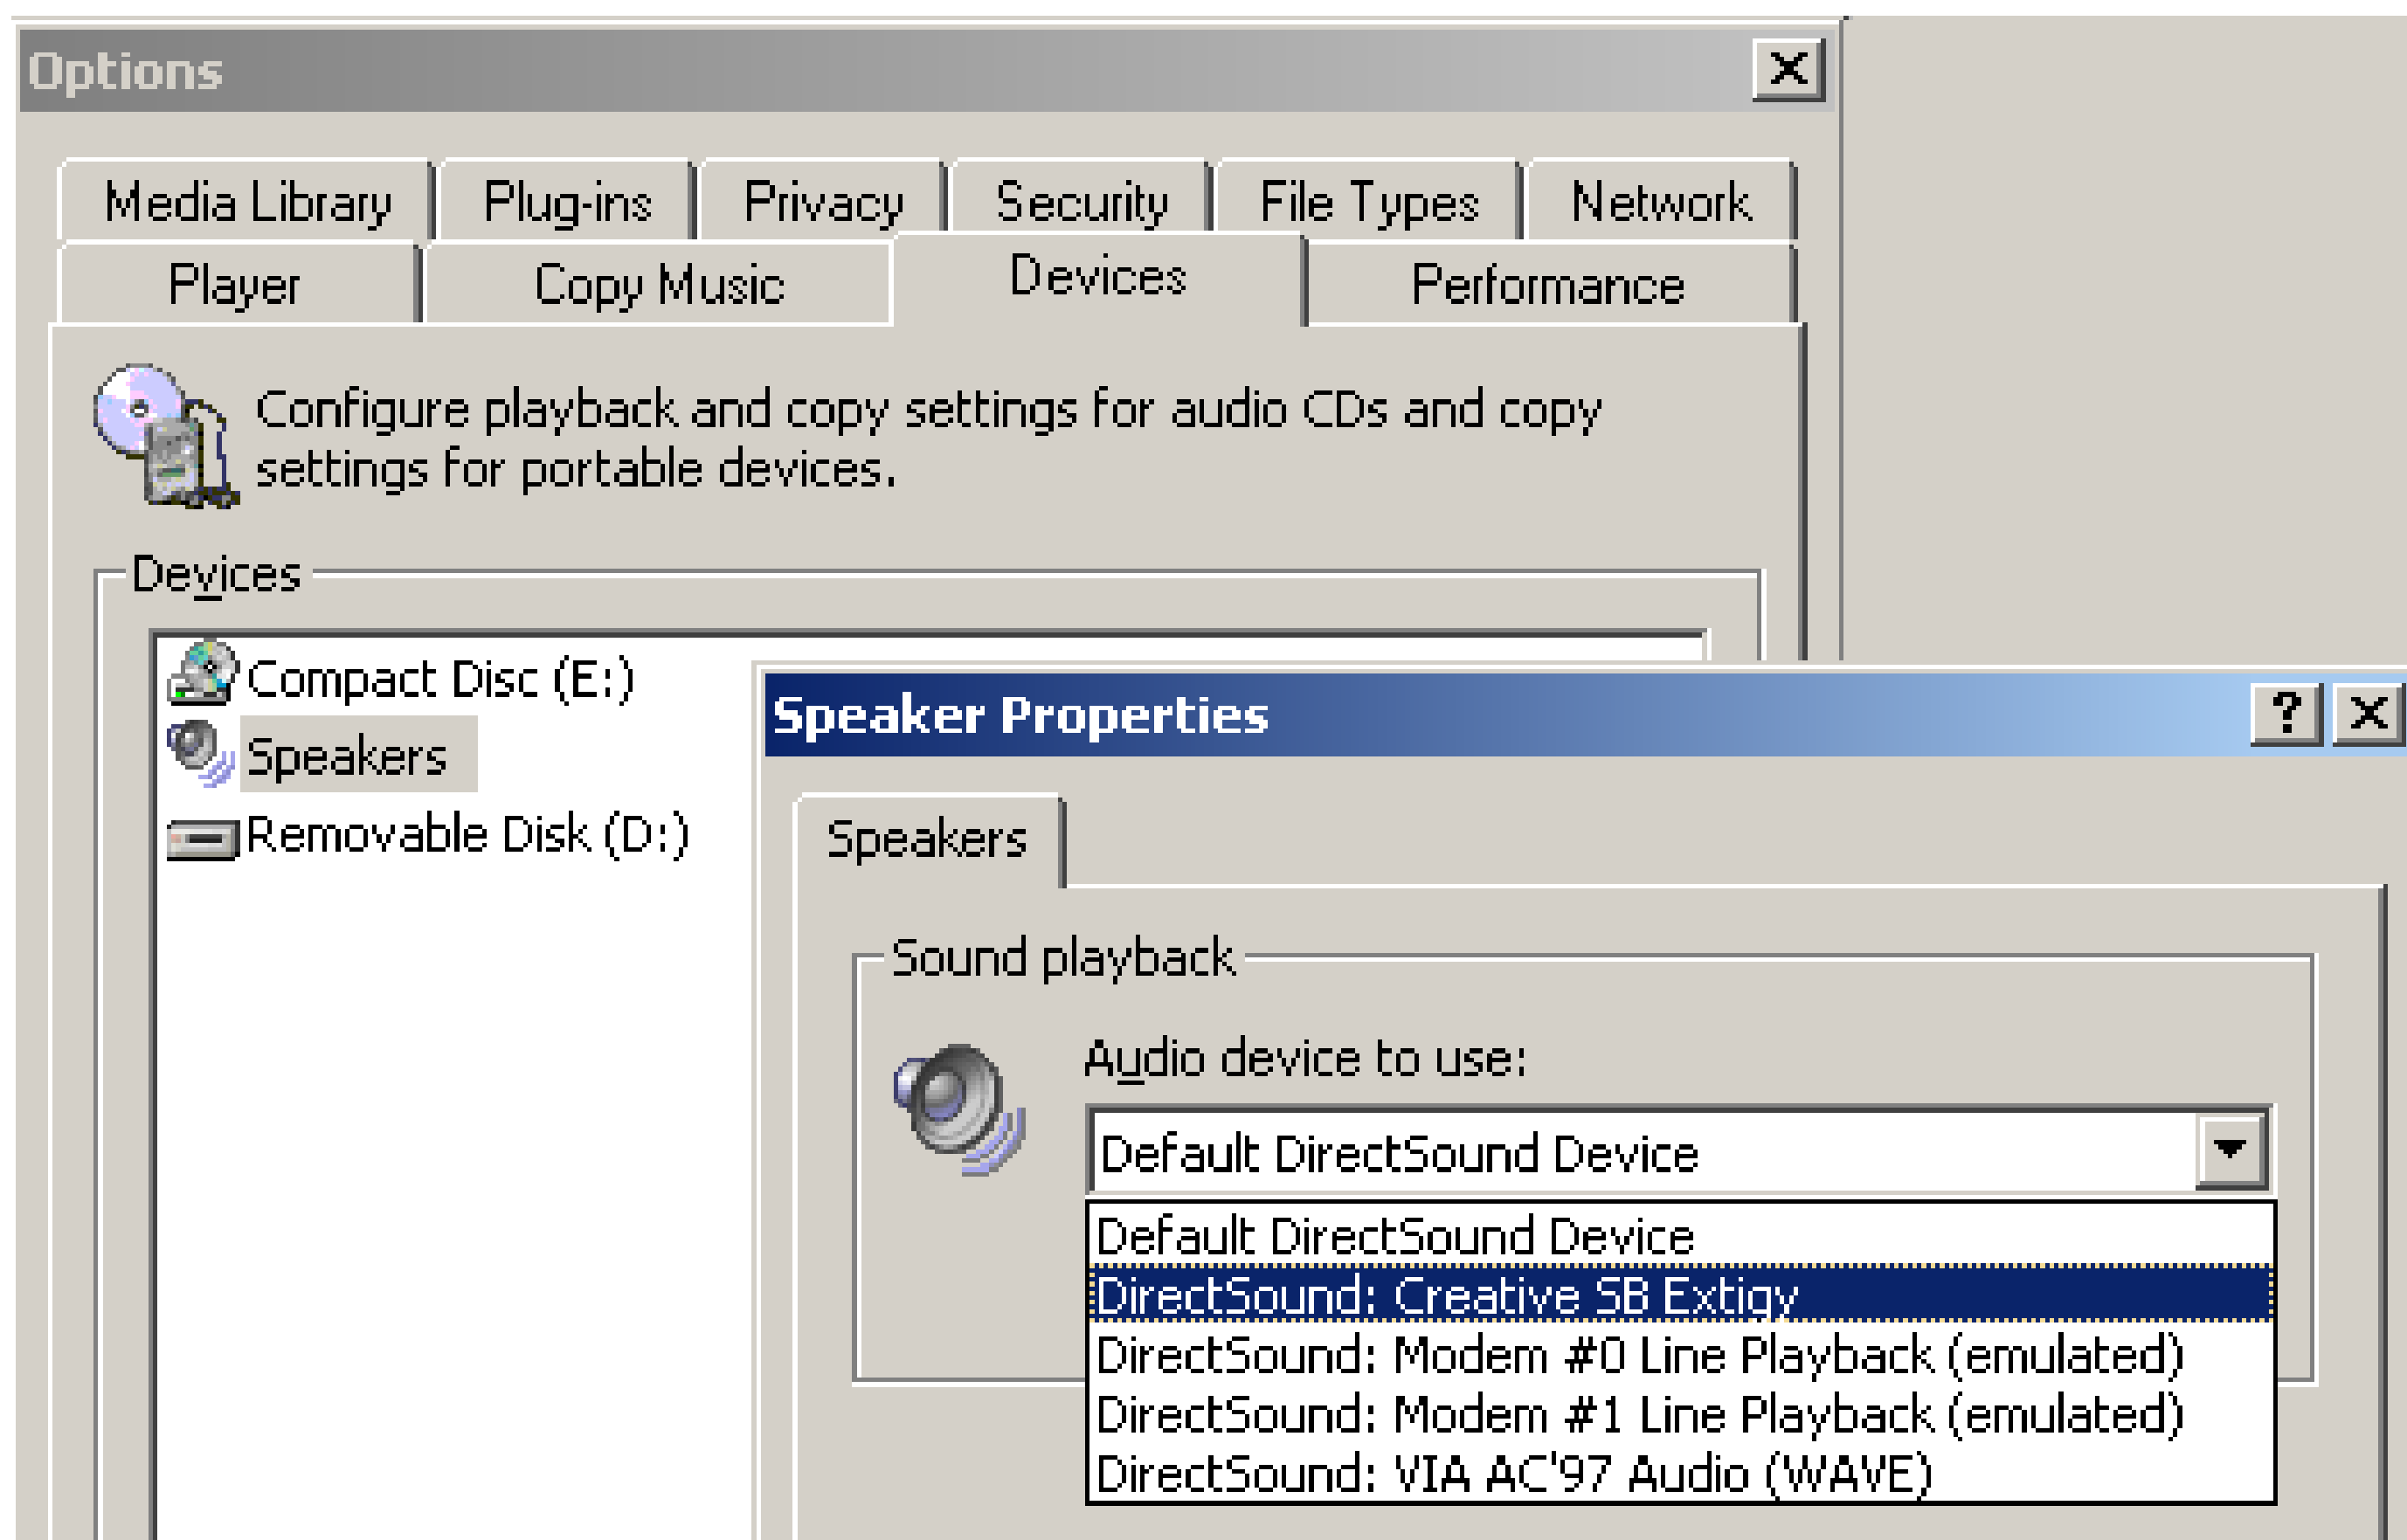 Options
Media Library Plug-ins Privacy Security File Types Network
Player Copy Music Devices Performance
Configure playback and copy settings for audio CDs and copy
settings for portable devices.
Devices
Compact Disc (E:)
Speakers
Removable Disk (D:)
Speaker Properties
Speakers
Sound playback
Audio device to use:
Default DirectSound Device
Default DirectSound Device
DirectSound: Creative SB Extigy
DirectSound: Modem #0 Line Playback (emulated)
DirectSound: Modem #1 Line Playback (emulated)
DirectSound: VIA AC'97 Audio (WAVE)